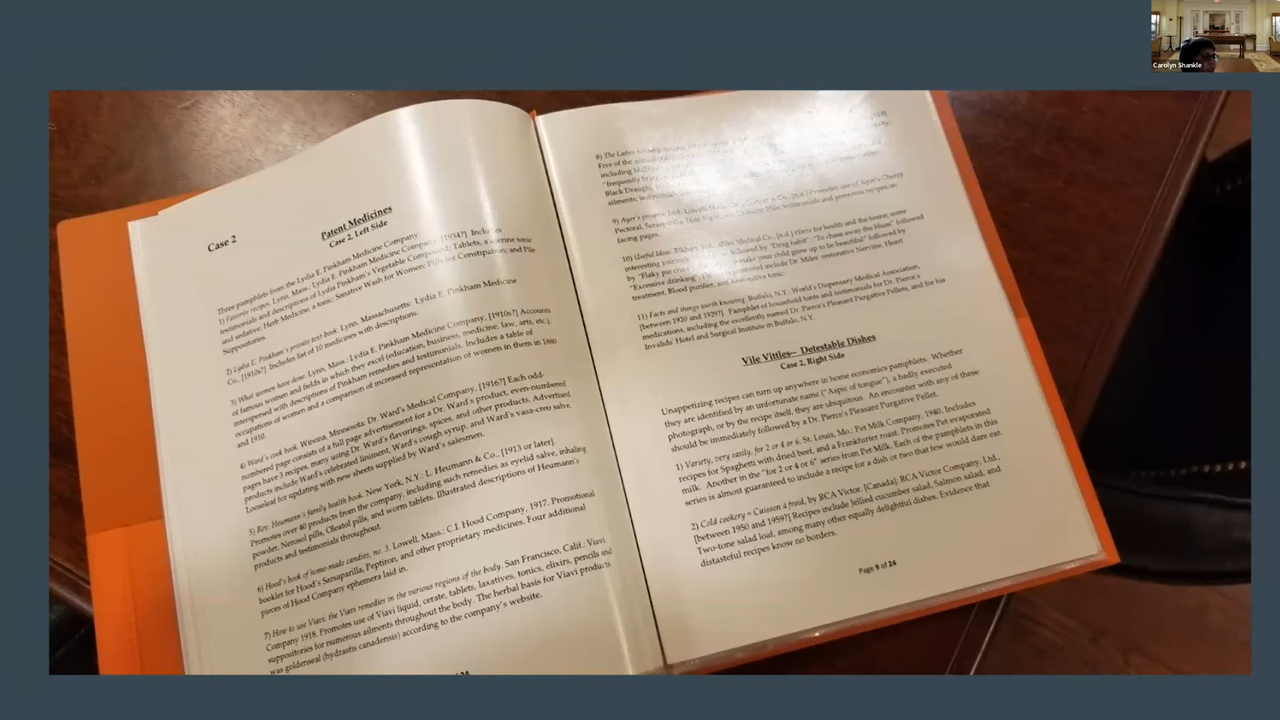 Carolyn Shankle
Case 2
Patent Medicines
Case 2, Left Side
Three pamphlets from the Lydia E. Pinkham Medicine Company.
1) Favorite recipes. Lynn, Mass.: Lydia E. Pinkham Medicine Company, [1934?] Includes
testimonials and descriptions of Lydia Pinkham's Vegetable Compound; Tablets, a uterine tonic
and sedative; Herb Medicine, a tonic; Sanative Wash for Women; Pills for Constipation; and Pile
Suppositories.
2) Lydia E. Pinkham's private text-book. Lynn, Massachusetts: Lydia E. Pinkham Medicine
Co., [1910s?] Includes list of 10 medicines with descriptions.
3) What women have done. Lynn, Mass.: Lydia E. Pinkham Medicine Company, [1910s?] Accounts
of famous women and fields in which they excel (education, business, medicine, law, arts, etc.);
interspersed with descriptions of Pinkham remedies and testimonials. Includes a table of
occupations of women and a comparison of increased representation of women in them in 1880
and 1910.
4) Ward's cook book. Winona, Minnesota: Dr. Ward's Medical Company, [1916?] Each odd-
numbered page consists of a full page advertisement for a Dr. Ward's product, even-numbered
pages have 3 recipes, many using Dr. Ward's flavorings, spices, and other products. Advertised
products include Ward's celebrated liniment, Ward's cough syrup, and Ward's vasa-creo salve.
Looseleaf for updating with new sheets supplied by Ward's salesmen.
5) Rev. Heumann's family health book. New York, N.Y.: L. Heumann & Co., [1913 or later].
Promotes over 40 products from the company, including such remedies as eyelid salve, inhaling
powder, Nerosol pills, Oleatol pills, and worm tablets. Illustrated descriptions of Heumann's
products and testimonials throughout.
6) Hood's book of home-made candies, no. 3. Lowell, Mass.: C.I. Hood Company, 1917. Promotional
booklet for Hood's Sarsaparilla, Peptiron, and other proprietary medicines. Four additional
pieces of Hood Company ephemera laid in.
7) How to use Viavi: the Viavi remedies in the various regions of the body. San Francisco, Calif.: Viavi
Company 1918. Promotes use of Viavi liquid, cerate, tablets, laxatives, tonics, elixirs, pencils and
suppositories for numerous ailments throughout the body. The herbal basis for Viavi products
was goldenseal (hydrastis canadensis) according to the company's website.
8) The Ladies
Five of the
including
"frequently
Black Draught,
ailments; testimonials
9) Ayer's preserve book. Lowell, Mass.: Promotes use of Ayer's Cherry
Pectoral, Sarsaparilla, Hair Vigor, and Pills; testimonials and preserves recipes on
facing pages.
10) Useful Ideas. Elkhart, Ind.: Miles Medical Co., [n.d.] Hints for health and the home; some
interesting pairings followed by "Drug habit"; "To chase away the blues" followed
by "Flaky pie crust"; make your child grow up to be beautiful" followed by
"Excessive drinking". promoted include Dr. Miles' restorative Nervine, Heart
treatment, Blood purifier, and restorative tonic.
11) Facts and things worth knowing. Buffalo, N.Y.: World's Dispensary Medical Association,
[between 1920 and 1929?] Pamphlet of household hints and testimonials for Dr. Pierce's
medications, including the excellently named Dr. Pierce's Pleasant Purgative Pellets, and for his
Invalids' Hotel and Surgical Institute in Buffalo, N.Y.
Vile Vittles-- Detestable Dishes
Case 2, Right Side
Unappetizing recipes can turn up anywhere in home economics pamphlets. Whether
they are identified by an unfortunate name ("Aspic of tongue"), a badly executed
photograph, or by the recipe itself, they are ubiquitous. An encounter with any of these
should be immediately followed by a Dr. Pierce's Pleasant Purgative Pellet.
1) Variety, very easily, for 2 or 4 or 6. St. Louis, Mo.: Pet Milk Company, 1940. Includes
recipes for Spaghetti with dried beef, and a Frankfurter roast. Promotes Pet evaporated
milk. Another in the "for 2 or 4 or 6" series from Pet Milk. Each of the pamphlets in this
series is almost guaranteed to include a recipe for a dish or two that few would dare eat.
2) Cold cookery = Cuisson à froid, by RCA Victor. [Canada]: RCA Victor Company, Ltd.,
[between 1950 and 1959?] Recipes include Jellied cucumber salad, Salmon salad, and
Two-tone salad loaf, among many other equally delightful dishes. Evidence that
distasteful recipes know no borders.
Page 9 of 24